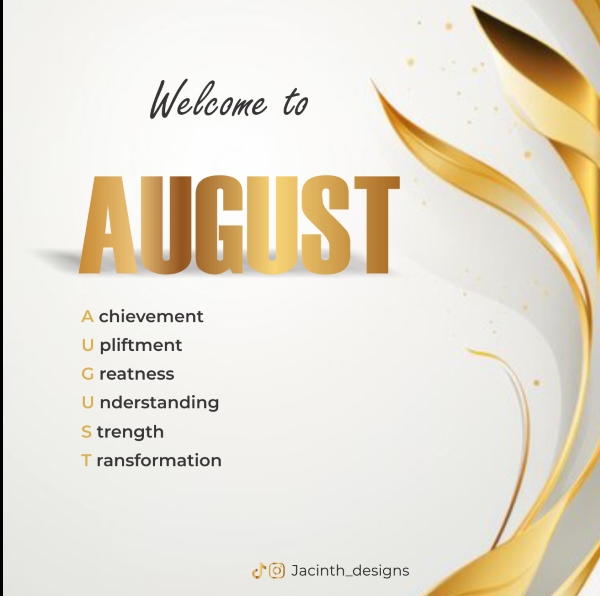 Welcome to
AUGUST
A chievement
U pliftment
G reatness
U nderstanding
S trength
T ransformation
Jacinth_designs